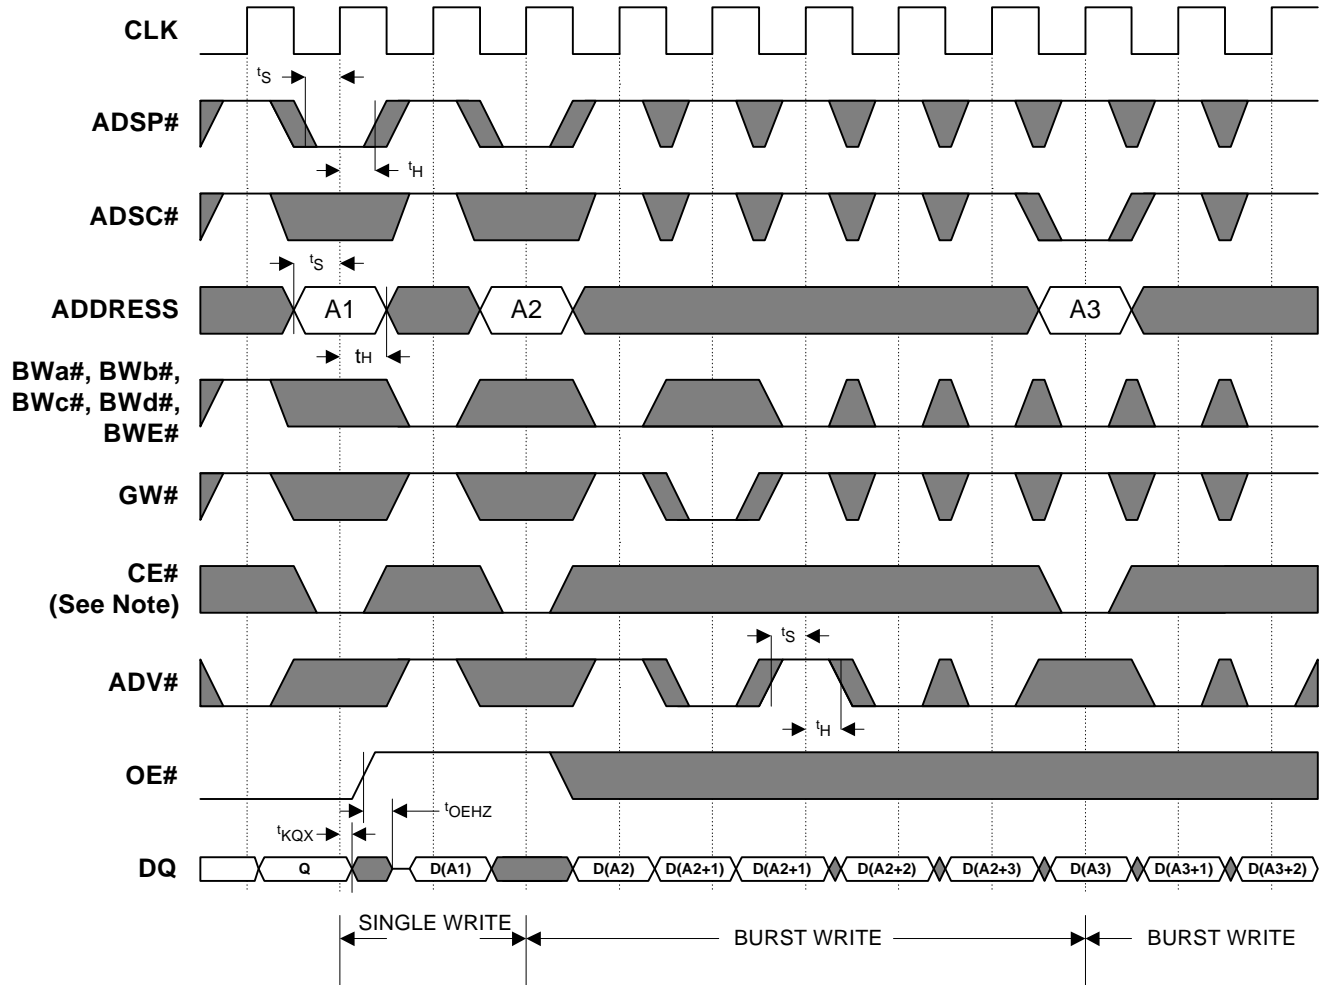 CLK
tS
ADSP#
tH
ADSC#
tS
ADDRESS A1 A2 A3
tH
BWa#, BWb#,
BWc#, BWd#,
BWE#
GW#
CE#
(See Note)
tS
ADV#
tH
OE#
tOEHZ
tKQX
DQ Q D(A1) D(A2) D(A2+1) D(A2+1) D(A2+2) D(A2+3) D(A3) D(A3+1) D(A3+2)
SINGLE WRITE BURST WRITE BURST WRITE